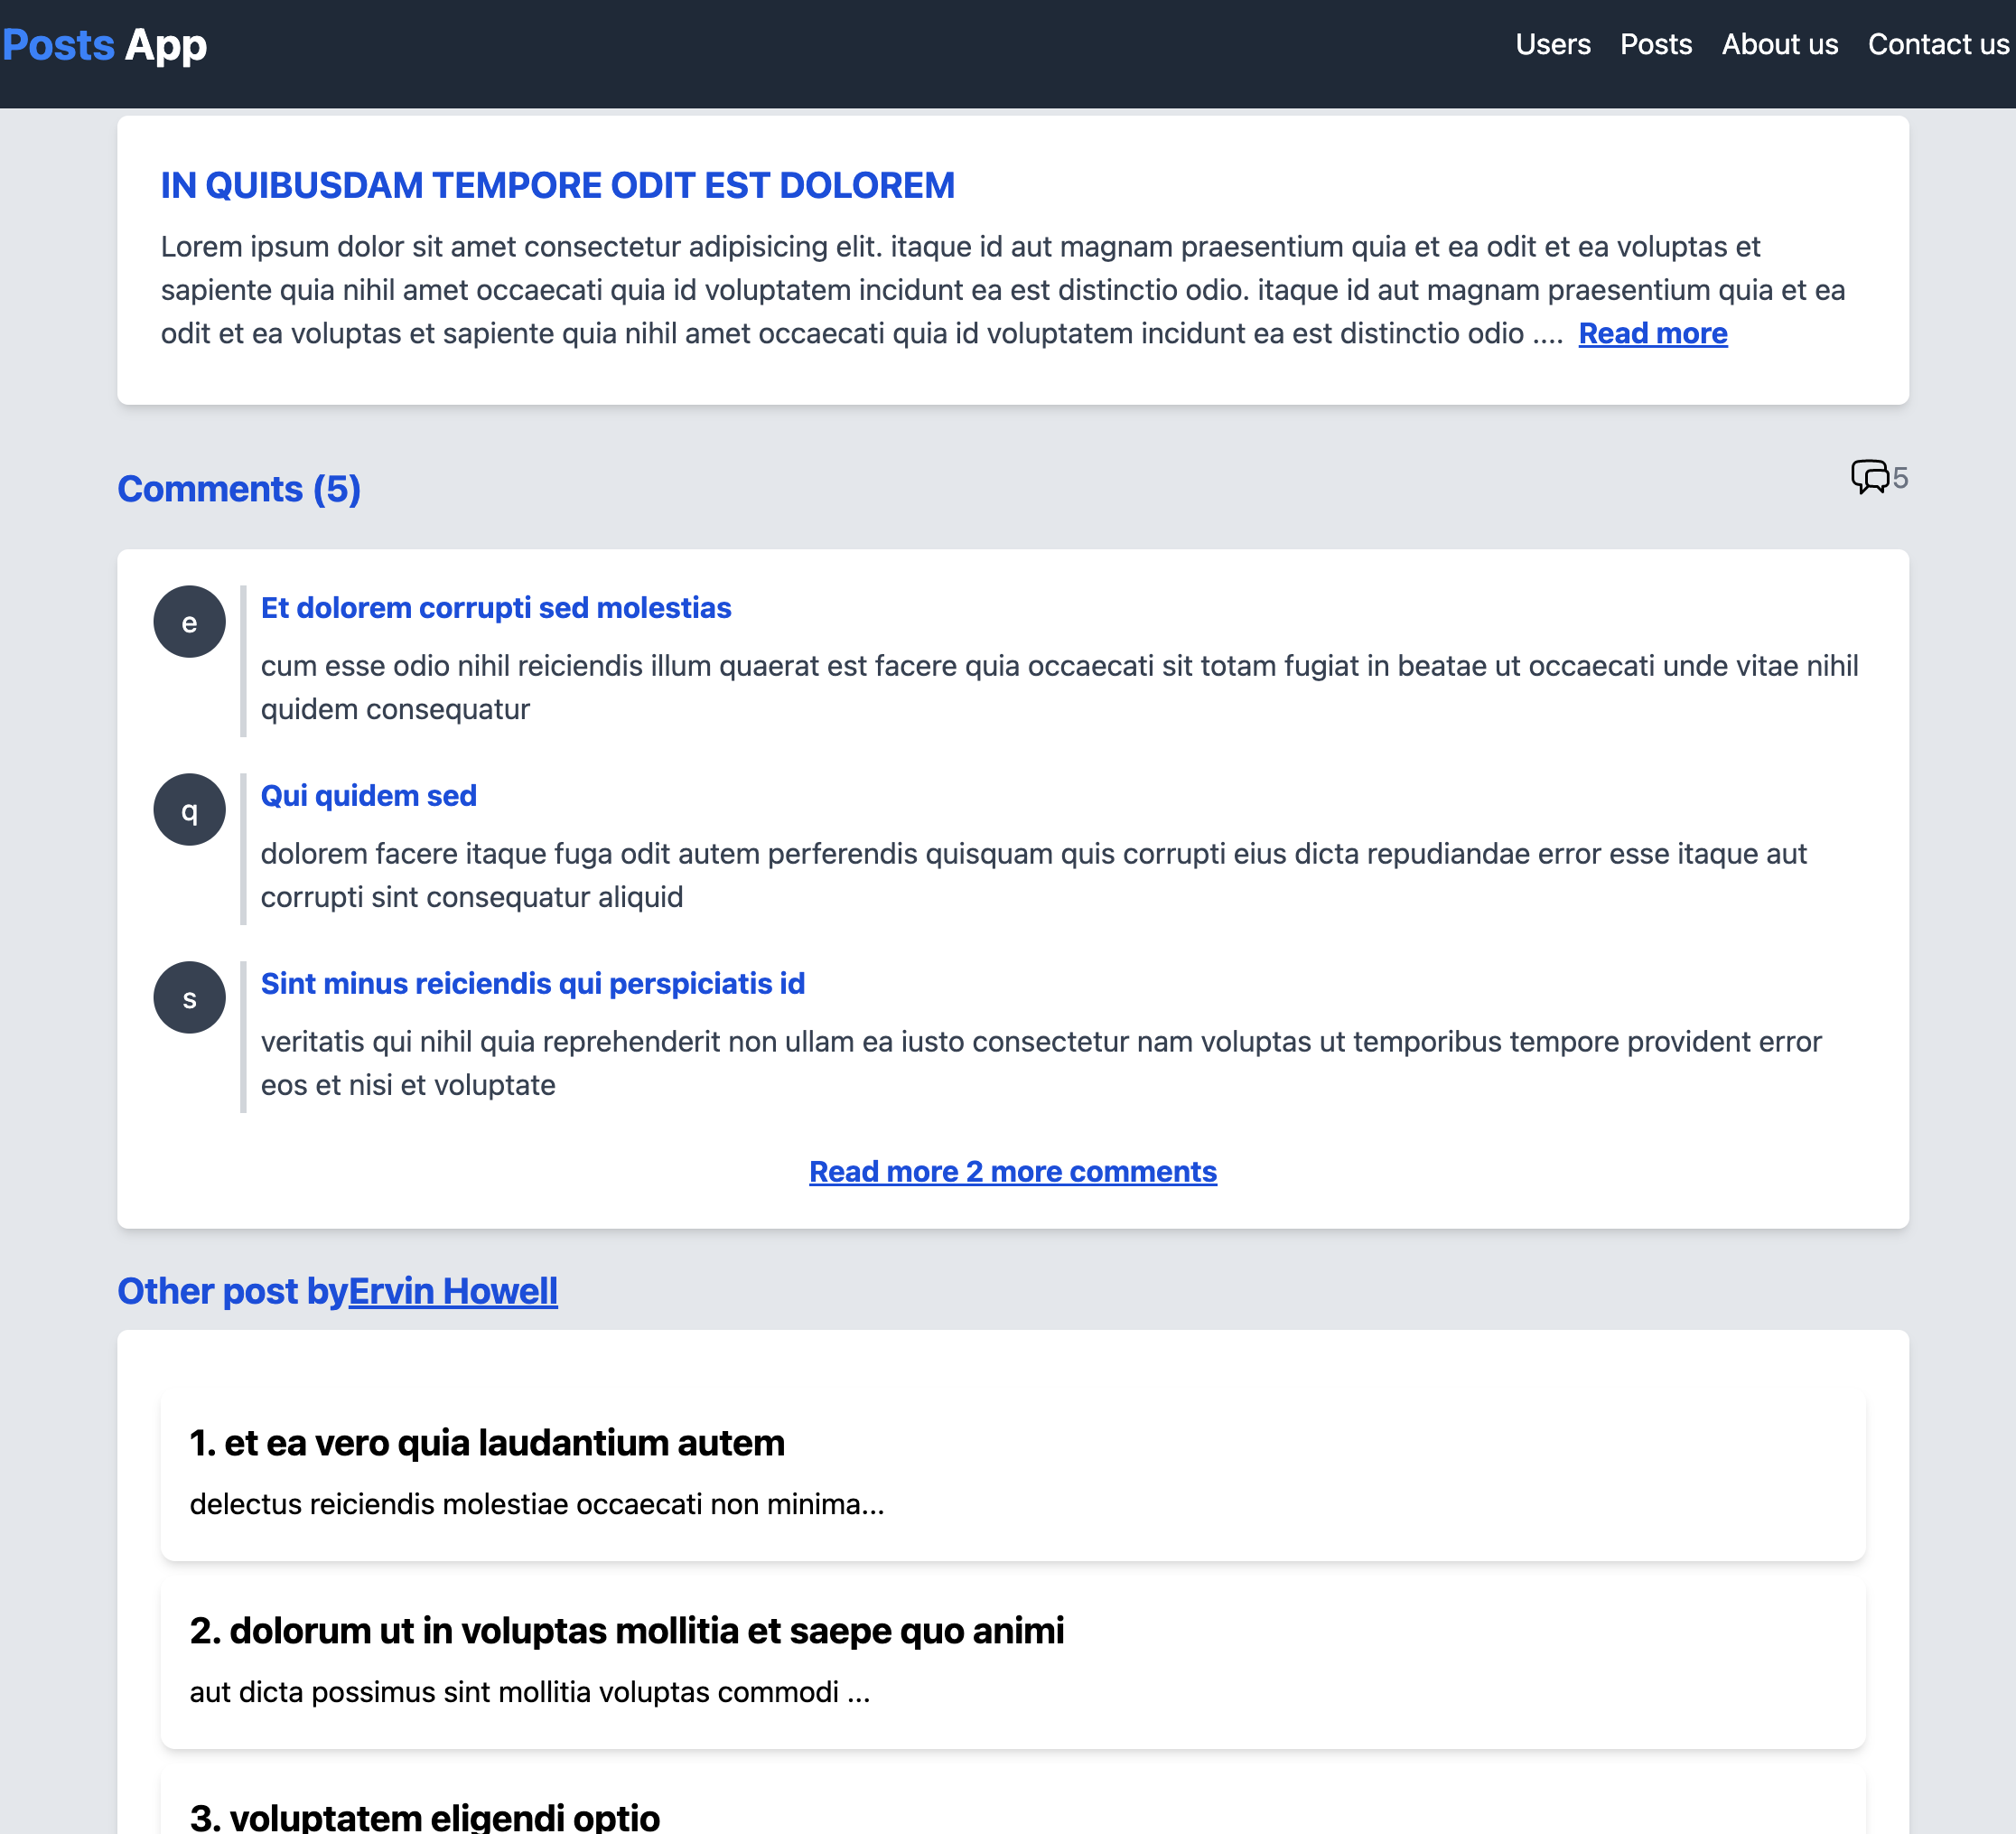 Posts App
Users Posts About us Contact us
IN QUIBUSDAM TEMPORE ODIT EST DOLOREM
Lorem ipsum dolor sit amet consectetur adipisicing elit. itaque id aut magnam praesentium quia et ea odit et ea voluptas et
sapiente quia nihil amet occaecati quia id voluptatem incidunt ea est distinctio odio. itaque id aut magnam praesentium quia et ea
odit et ea voluptas et sapiente quia nihil amet occaecati quia id voluptatem incidunt ea est distinctio odio .... Read more
Comments (5)
5
e
Et dolorem corrupti sed molestias
cum esse odio nihil reiciendis illum quaerat est facere quia occaecati sit totam fugiat in beatae ut occaecati unde vitae nihil
quidem consequatur
q
Qui quidem sed
dolorem facere itaque fuga odit autem perferendis quisquam quis corrupti eius dicta repudiandae error esse itaque aut
corrupti sint consequatur aliquid
s
Sint minus reiciendis qui perspiciatis id
veritatis qui nihil quia reprehenderit non ullam ea iusto consectetur nam voluptas ut temporibus tempore provident error
eos et nisi et voluptate
Read more 2 more comments
Other post byErvin Howell
1. et ea vero quia laudantium autem
delectus reiciendis molestiae occaecati non minima...
2. dolorum ut in voluptas mollitia et saepe quo animi
aut dicta possimus sint mollitia voluptas commodi ...
3. voluptatem eligendi optio